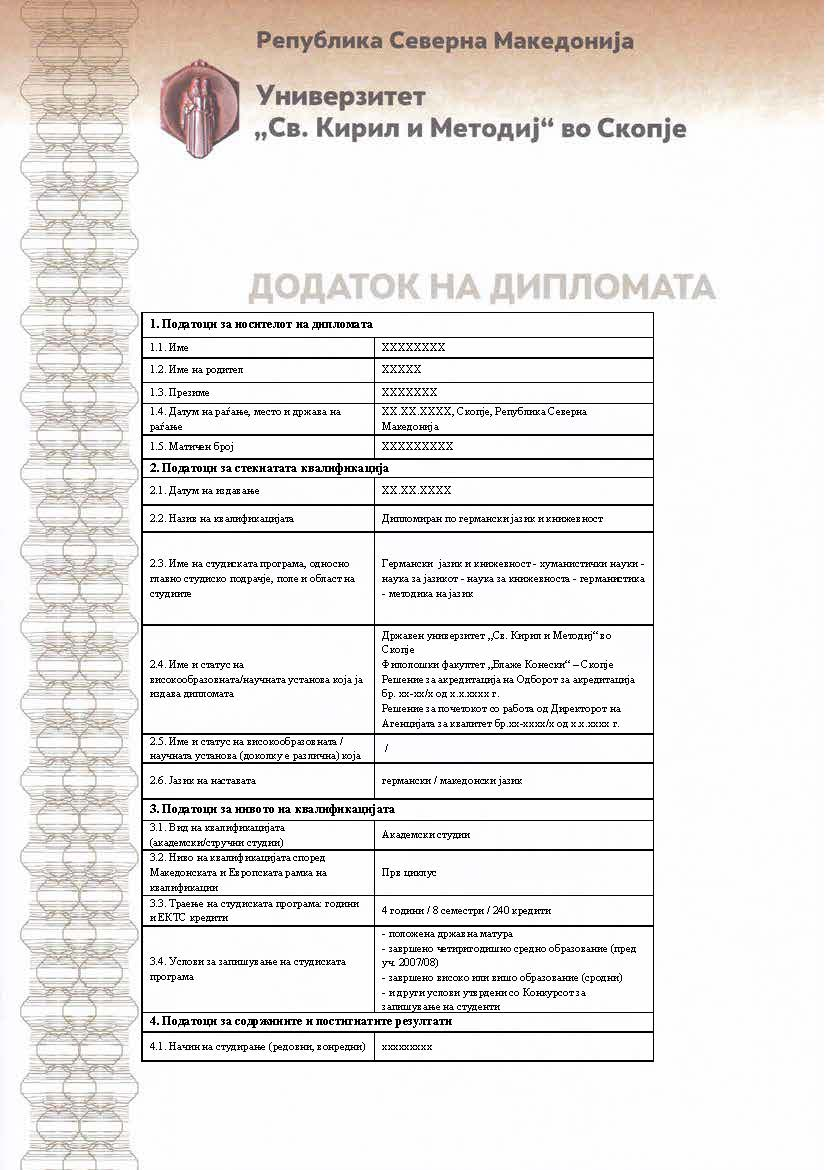 Република Северна Македонија
Универзитет
„Св. Кирил и Методиј“ во Скопје
ДОДАТОК НА ДИПЛОМАТА
1. Податоци за носителот на дипломата
1.1. Име XXXXXXXX
1.2. Име на родител XXXXX
1.3. Презиме XXXXXXX
1.4. Датум на раѓање, место и држава на
раѓање
XX.XX.XXXX, Скопје, Република Северна
Македонија
1.5. Матичен број XXXXXXXXX
2. Податоци за стекнатата квалификација
2.1. Датум на издавање XX.XX.XXXX
2.2. Назив на квалификацијата Дипломиран по германски јазик и книжевност
2.3. Име на студиската програма, односно
главно студиско подрачје, поле и област на
студиите
Германски јазик и книжевност - хуманистички науки -
наука за јазикот - наука за книжевноста - германистика
- методика на јазик
2.4. Име и статус на
високообразовната/научната установа која ја
издава дипломата
Државен универзитет „Св. Кирил и Методиј“ во
Скопје
Филолошки факултет „Блаже Конески“ – Скопје
Решение за акредитација на Одборот за акредитација
бр. xx-xx/x од x.x.xxxx г.
Решение за почетокот со работа од Директорот на
Агенцијата за квалитет бр.xx-xxxx/x од x.x.xxxx г.
2.5. Име и статус на високообразовната /
научната установа (доколку е различна) која
/
2.6. Јазик на наставата германски / македонски јазик
3. Податоци за нивото на квалификацијата
3.1. Вид на квалификацијата
(академски/стручни студии)
Академски студии
3.2. Ниво на квалификацијата според
Македонската и Европската рамка на
квалификации
Прв циклус
3.3. Траење на студиската програма: години
и ЕКТС кредити
4 години / 8 семестри / 240 кредити
3.4. Услови за запишување на студиската
програма
- положена државна матура
- завршено четиригодишно средно образование (пред
уч. 2007/08)
- завршено високо или вишо образование (сродни)
- и други услови утврдени со Конкурсот за
запишување на студенти
4. Податоци за содржините и постигнатите резултати
4.1. Начин на студирање (редовни, вонредни) xxxxxxxxx